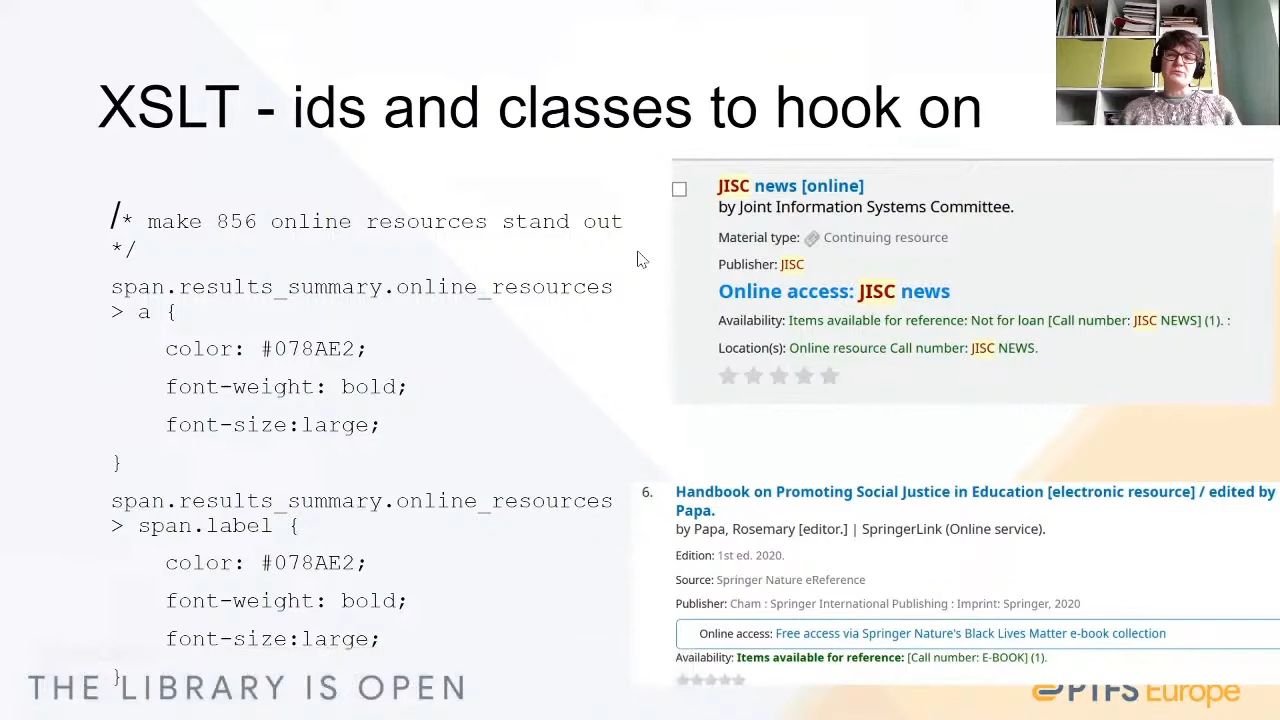 XSLT - ids and classes to hook on
/* make 856 online resources stand out
*/
span.results_summary.online_resources
> a {
color: #078AE2;
font-weight: bold;
font-size:large;
}
span.results_summary.online_resources
> span.label {
color: #078AE2;
font-weight: bold;
font-size:large;
}
JISC news [online]
by Joint Information Systems Committee.
Material type: Continuing resource
Publisher: JISC
Online access: JISC news
Availability: Items available for reference: Not for loan [Call number: JISC NEWS] (1). :
Location(s): Online resource Call number: JISC NEWS.
6. Handbook on Promoting Social Justice in Education [electronic resource] / edited by
Papa.
by Papa, Rosemary [editor.] | SpringerLink (Online service).
Edition: 1st ed. 2020.
Source: Springer Nature eReference
Publisher: Cham : Springer International Publishing : Imprint: Springer, 2020
Online access: Free access via Springer Nature's Black Lives Matter e-book collection
Availability: Items available for reference: [Call number: E-BOOK] (1).
THE LIBRARY IS OPEN
PTFS Europe